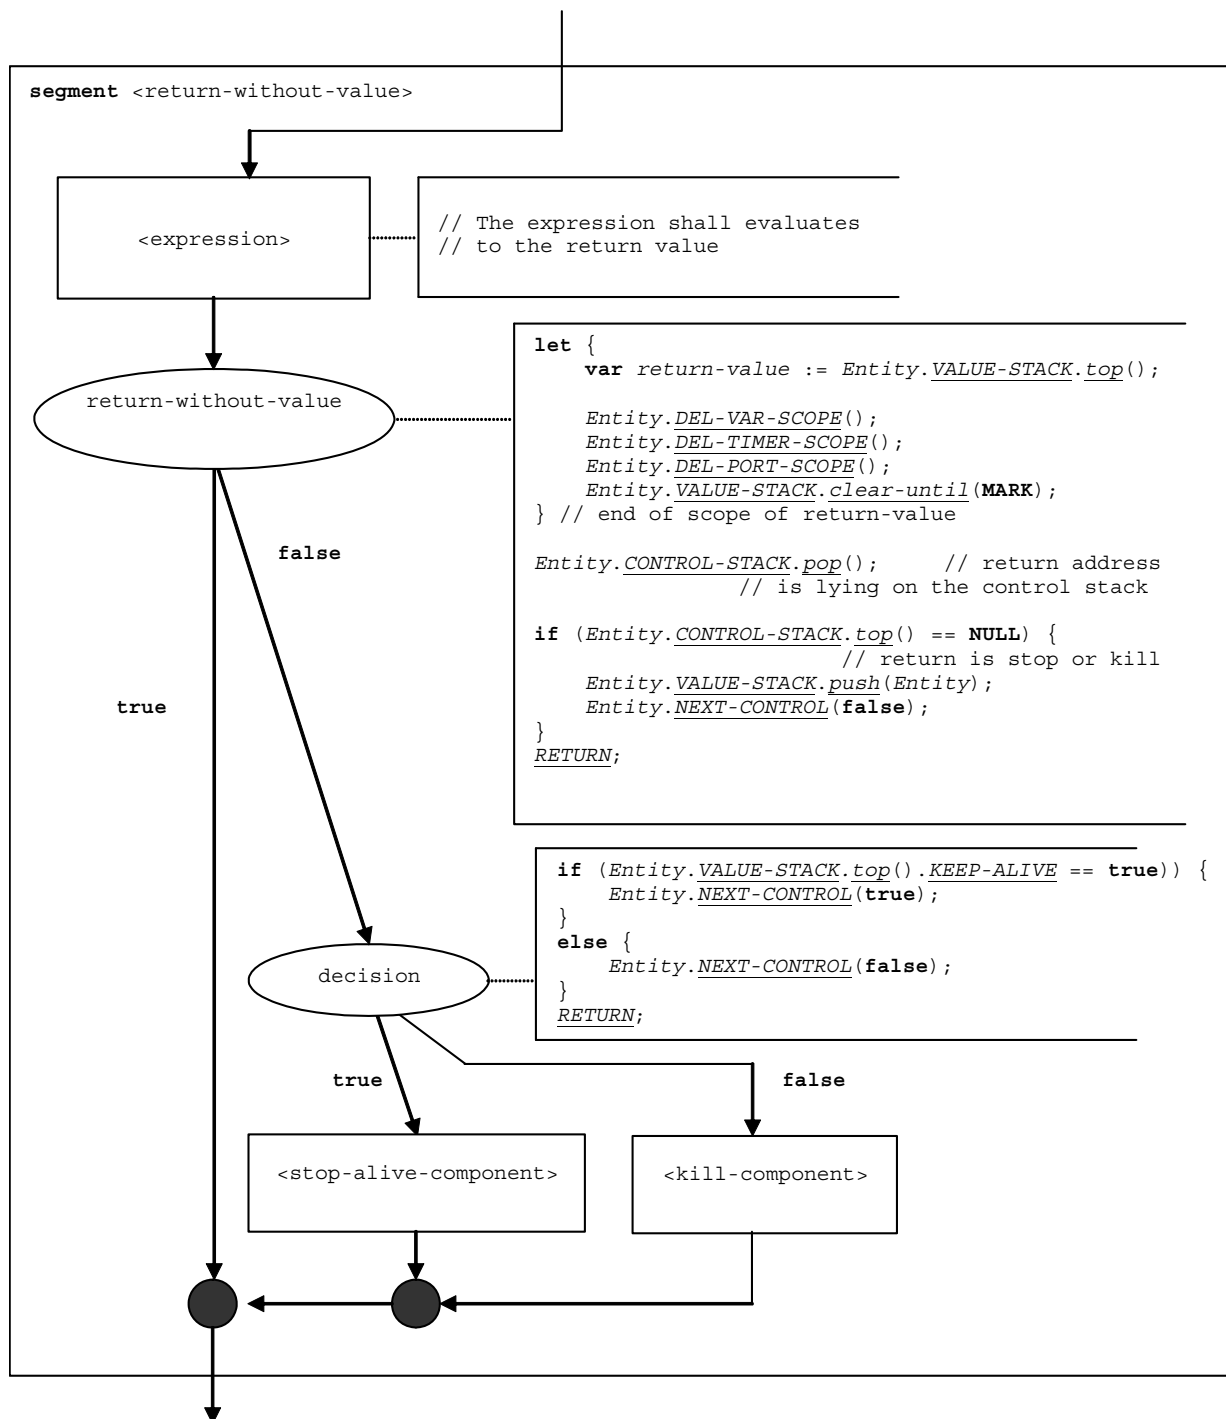 segment <return-without-value>
<expression>
// The expression shall evaluates
// to the return value
return-without-value
let {
var return-value := Entity.VALUE-STACK.top();
Entity.DEL-VAR-SCOPE();
Entity.DEL-TIMER-SCOPE();
Entity.DEL-PORT-SCOPE();
Entity.VALUE-STACK.clear-until(MARK);
} // end of scope of return-value
Entity.CONTROL-STACK.pop(); // return address
// is lying on the control stack
if (Entity.CONTROL-STACK.top() == NULL) {
// return is stop or kill
Entity.VALUE-STACK.push(Entity);
Entity.NEXT-CONTROL(false);
}
RETURN;
false
true
decision
if (Entity.VALUE-STACK.top().KEEP-ALIVE == true)) {
Entity.NEXT-CONTROL(true);
}
else {
Entity.NEXT-CONTROL(false);
}
RETURN;
true
false
<stop-alive-component>
<kill-component>